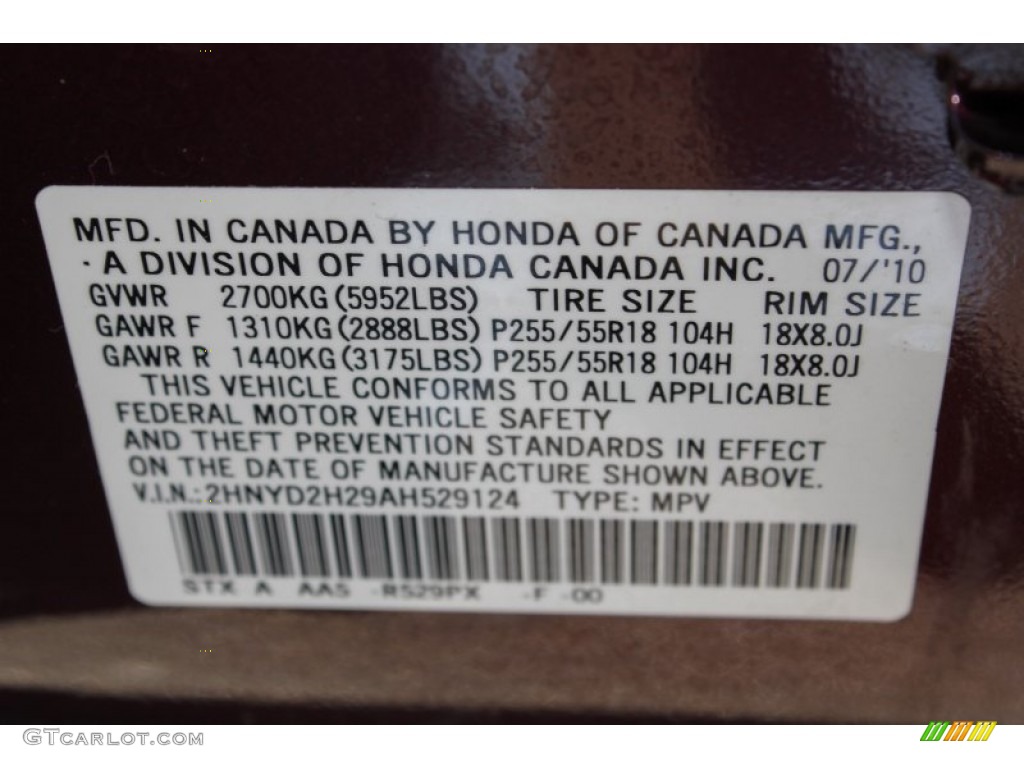 MFD. IN CANADA BY HONDA OF CANADA MFG.,
· A DIVISION OF HONDA CANADA INC. 07/'10
GVWR 2700KG(5952LBS) TIRE SIZE RIM SIZE
GAWR F 1310KG(2888LBS) P255/55R18 104H 18X8.0J
GAWR R 1440KG(3175LBS) P255/55R18 104H 18X8.0J
THIS VEHICLE CONFORMS TO ALL APPLICABLE
FEDERAL MOTOR VEHICLE SAFETY
AND THEFT PREVENTION STANDARDS IN EFFECT
ON THE DATE OF MANUFACTURE SHOWN ABOVE.
V.I.N.:2HNYD2H29AH529124 TYPE: MPV
STX A AAS -R529PX -F -00
GTCarlot.com